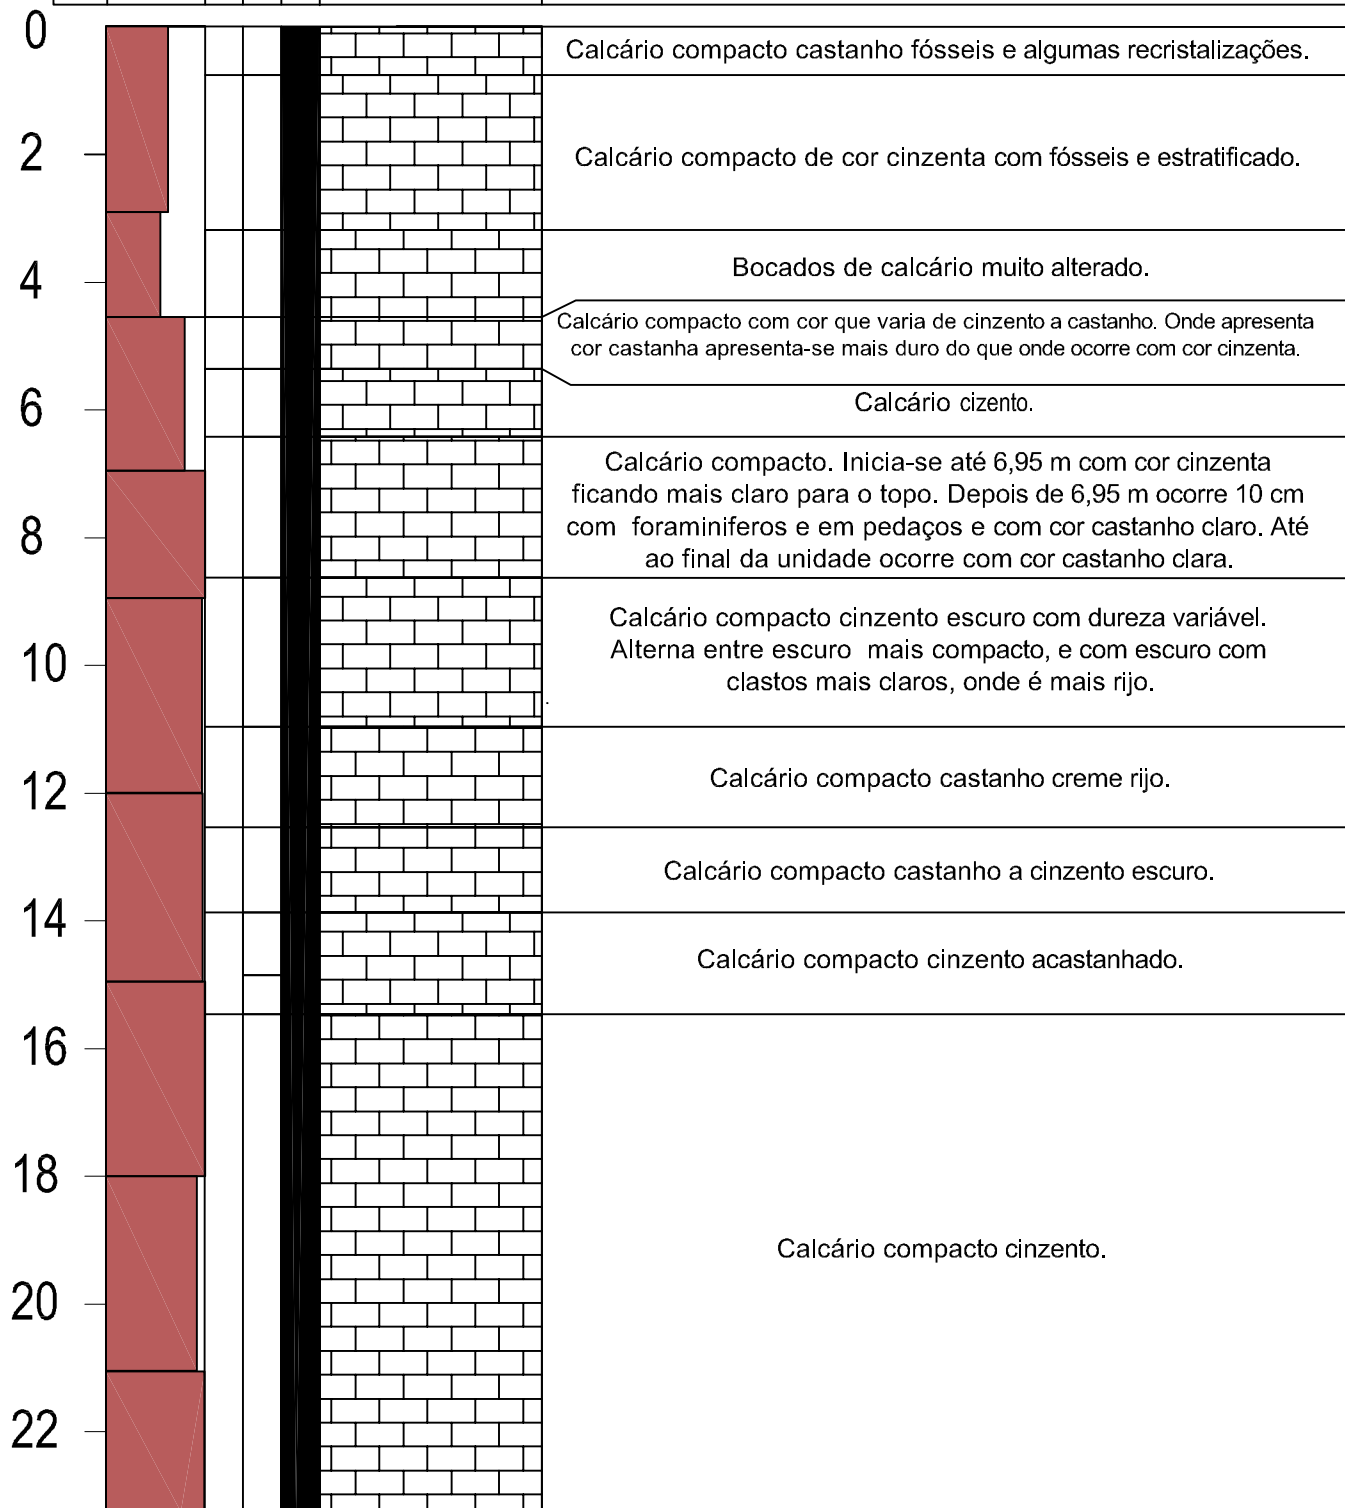 0
Calcário compacto castanho fósseis e algumas recristalizações.
2
Calcário compacto de cor cinzenta com fósseis e estratificado.
4
Bocados de calcário muito alterado.
Calcário compacto com cor que varia de cinzento a castanho. Onde apresenta
cor castanha apresenta-se mais duro do que onde ocorre com cor cinzenta.
6
Calcário cizento.
Calcário compacto. Inicia-se até 6,95 m com cor cinzenta
ficando mais claro para o topo. Depois de 6,95 m ocorre 10 cm
com foraminiferos e em pedaços e com cor castanho claro. Até
8
ao final da unidade ocorre com cor castanho clara.
Calcário compacto cinzento escuro com dureza variável.
10
Alterna entre escuro mais compacto, e com escuro com
clastos mais claros, onde é mais rijo.
.
12
Calcário compacto castanho creme rijo.
Calcário compacto castanho a cinzento escuro.
14
Calcário compacto cinzento acastanhado.
16
18
Calcário compacto cinzento.
20
22